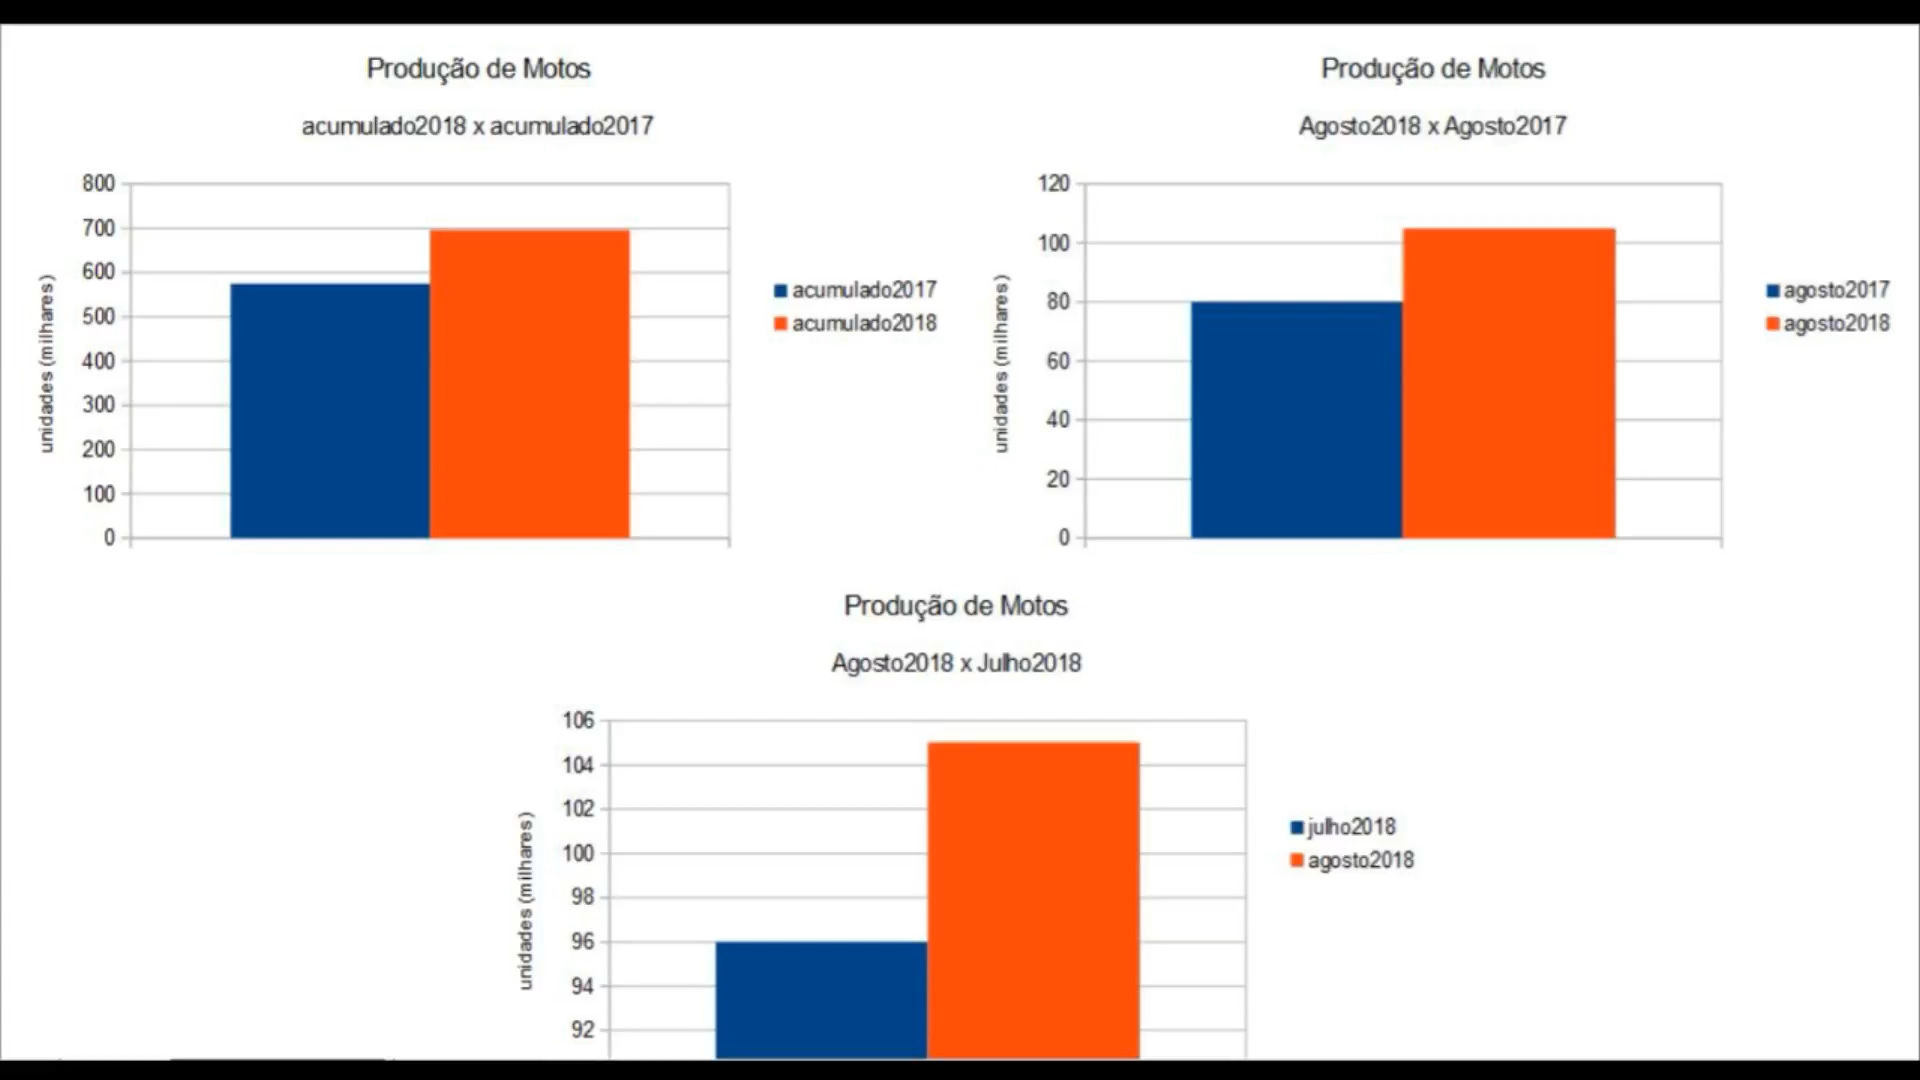 Produção de Motos
acumulado2018 x acumulado2017
800
700
600
500
400
300
200
100
0
unidades (milhares)
acumulado2017
acumulado2018
Produção de Motos
Agosto2018 x Agosto2017
120
100
80
60
40
20
0
unidades (milhares)
agosto2017
agosto2018
Produção de Motos
Agosto2018 x Julho2018
106
104
102
100
98
96
94
92
unidades (milhares)
julho2018
agosto2018